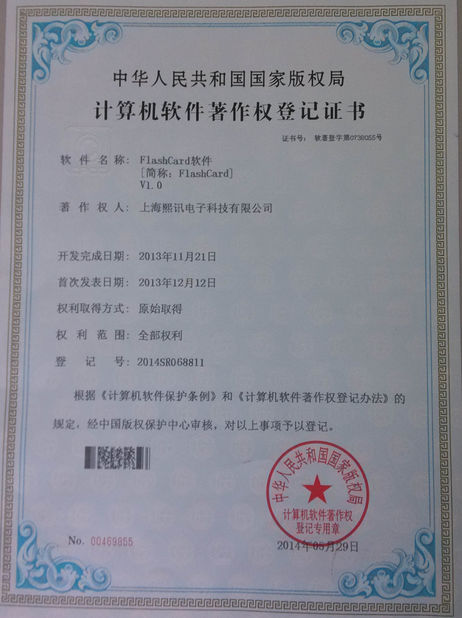 中华人民共和国国家版权局
计算机软件著作权登记证书
证书号： 软著登字第0738055号
软件名称： FlashCard软件
[简称：FlashCard]
V1.0
著作权人： 上海熙讯电子科技有限公司
开发完成日期： 2013年11月21日
首次发表日期： 2013年12月12日
权利取得方式： 原始取得
权利范围： 全部权利
登记号： 2014SR068811
根据《计算机软件保护条例》和《计算机软件著作权登记办法》的
规定，经中国版权保护中心审核，对以上事项予以登记。
中华人民共和国国家版权局
计算机软件著作权
登记专用章
No. 00469855
2014年05月29日